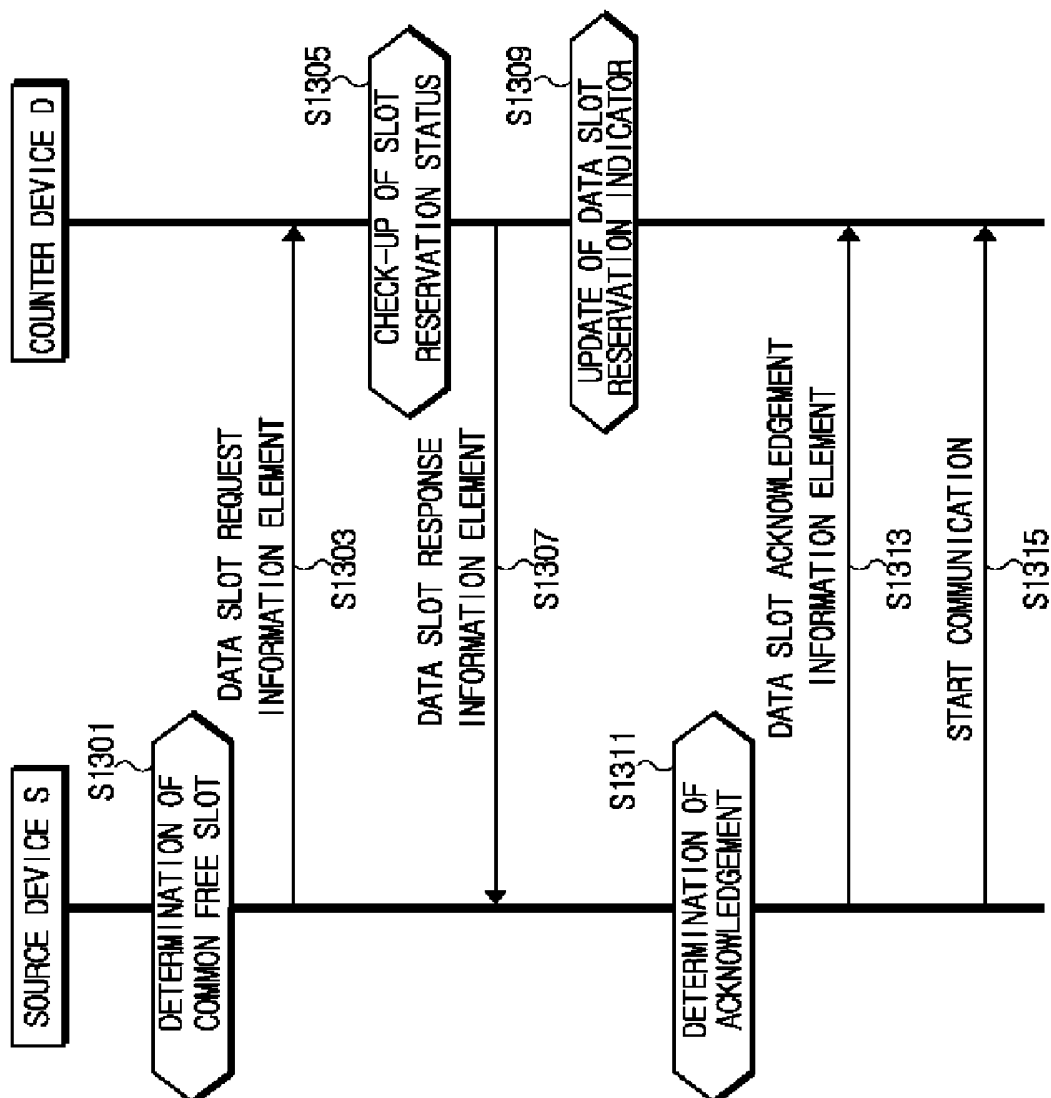 SOURCE DEVICE S
COUNTER DEVICE D
S1301
DETERMINATION OF
COMMON FREE SLOT
DATA SLOT REQUEST
INFORMATION ELEMENT
S1303
S1305
CHECK-UP OF SLOT
RESERVATION STATUS
DATA SLOT RESPONSE
INFORMATION ELEMENT
S1307
S1309
UPDATE OF DATA SLOT
RESERVATION INDICATOR
S1311
DETERMINATION OF
ACKNOWLEDGEMENT
DATA SLOT ACKNOWLEDGEMENT
INFORMATION ELEMENT
S1313
START COMMUNICATION
S1315